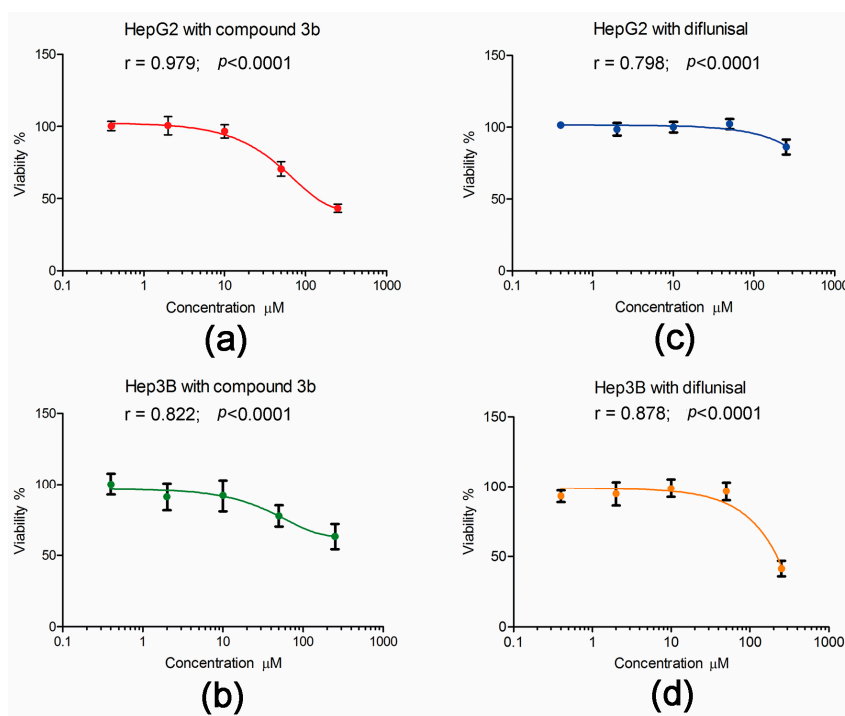 HepG2 with compound 3b
r = 0.979; p<0.0001
150
100
50
0
Viability %
0.1 1 10 100 1000
Concentration μM
(a)
HepG2 with diflunisal
r = 0.798; p<0.0001
150
100
50
0
Viability %
0.1 1 10 100 1000
Concentration μM
(c)
Hep3B with compound 3b
r = 0.822; p<0.0001
150
100
50
0
Viability %
0.1 1 10 100 1000
Concentration μM
(b)
Hep3B with diflunisal
r = 0.878; p<0.0001
150
100
50
0
Viability %
0.1 1 10 100 1000
Concentration μM
(d)